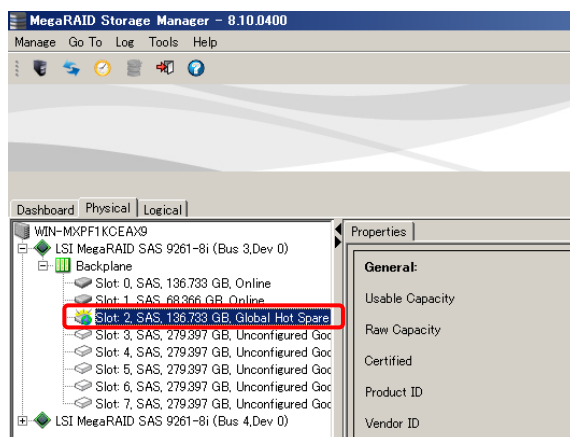 MegaRAID Storage Manager - 8.10.0400
Manage Go To Log Tools Help
Dashboard Physical Logical
WIN-MXPF1KCEAX9
LSI MegaRAID SAS 9261-8i (Bus 3,Dev 0)
Backplane
Slot: 0, SAS, 136.733 GB, Online
Slot: 1, SAS, 68.366 GB, Online
Slot: 2, SAS, 136.733 GB, Global Hot Spare
Slot: 3, SAS, 279.397 GB, Unconfigured Goo
Slot: 4, SAS, 279.397 GB, Unconfigured Goo
Slot: 5, SAS, 279.397 GB, Unconfigured Goo
Slot: 6, SAS, 279.397 GB, Unconfigured Goo
Slot: 7, SAS, 279.397 GB, Unconfigured Goo
LSI MegaRAID SAS 9261-8i (Bus 4,Dev 0)
Properties
General:
Usable Capacity
Raw Capacity
Certified
Product ID
Vendor ID